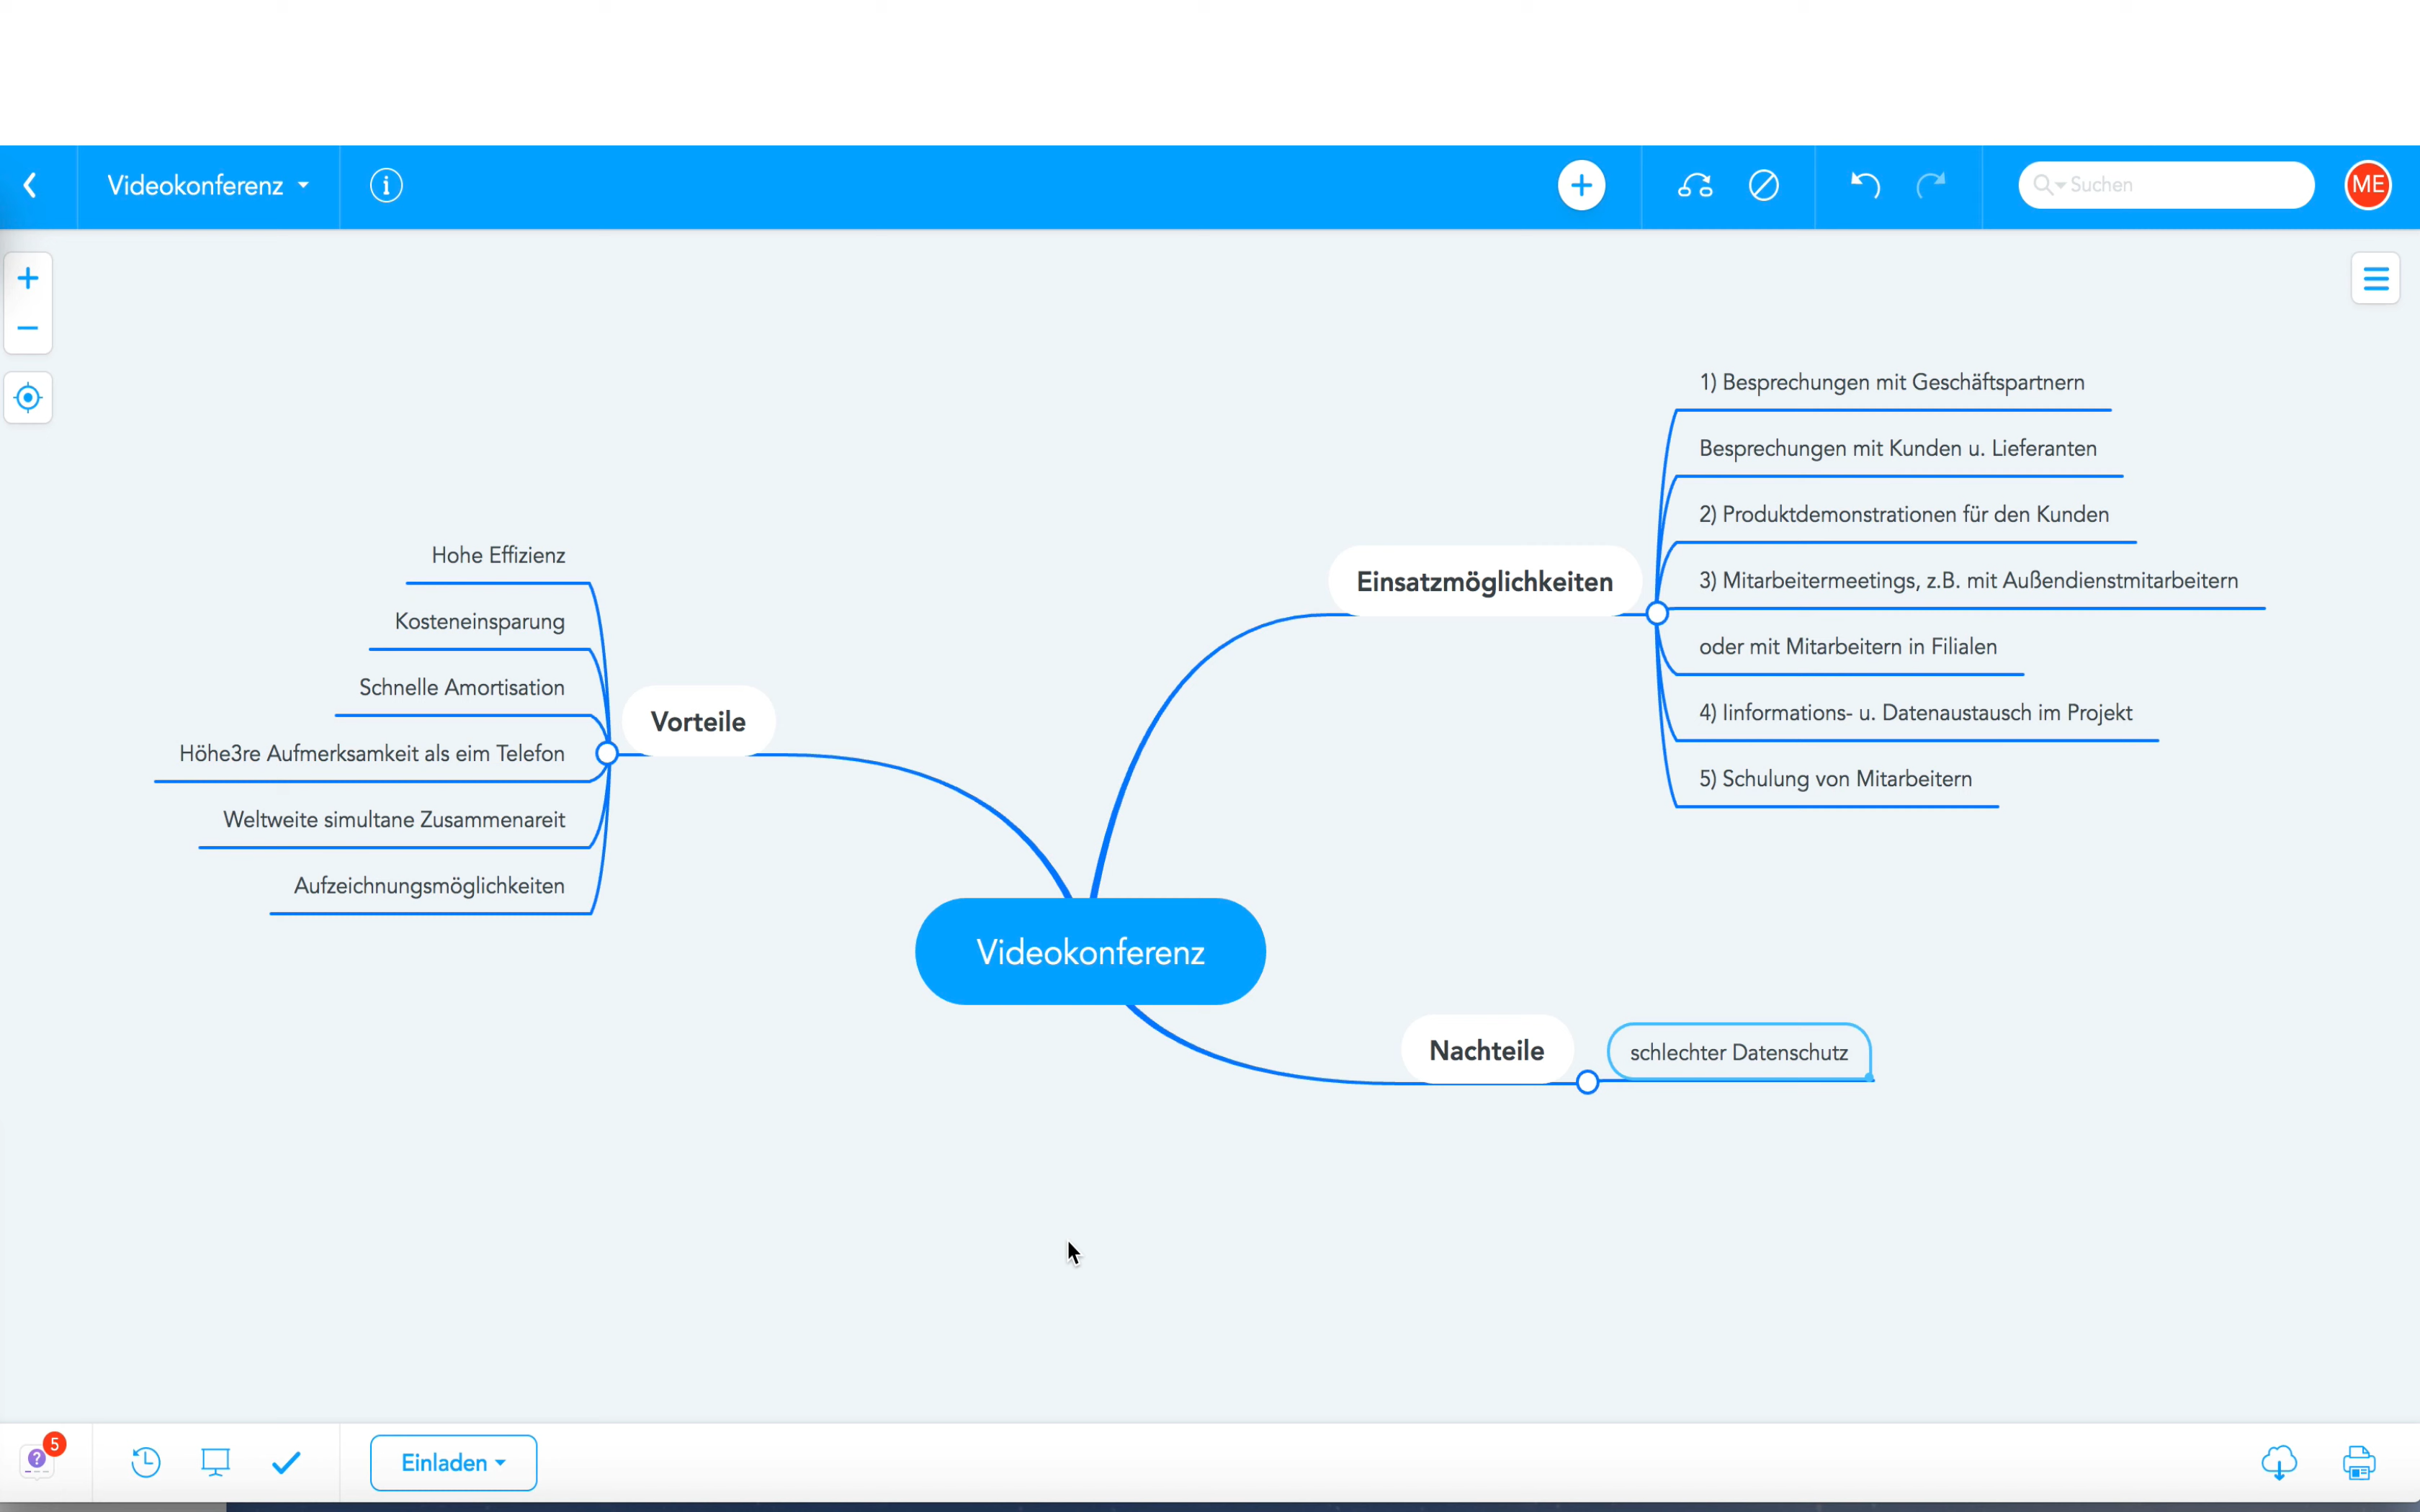 Videokonferenz
Suchen
ME
1) Besprechungen mit Geschäftspartnern
Besprechungen mit Kunden u. Lieferanten
2) Produktdemonstrationen für den Kunden
Einsatzmöglichkeiten
3) Mitarbeitermeetings, z.B. mit Außendienstmitarbeitern
oder mit Mitarbeitern in Filialen
4) Iinformations- u. Datenaustausch im Projekt
5) Schulung von Mitarbeitern
Hohe Effizienz
Kosteneinsparung
Schnelle Amortisation
Vorteile
Höhe3re Aufmerksamkeit als eim Telefon
Weltweite simultane Zusammenareit
Aufzeichnungsmöglichkeiten
Videokonferenz
Nachteile
schlechter Datenschutz
5
Einladen